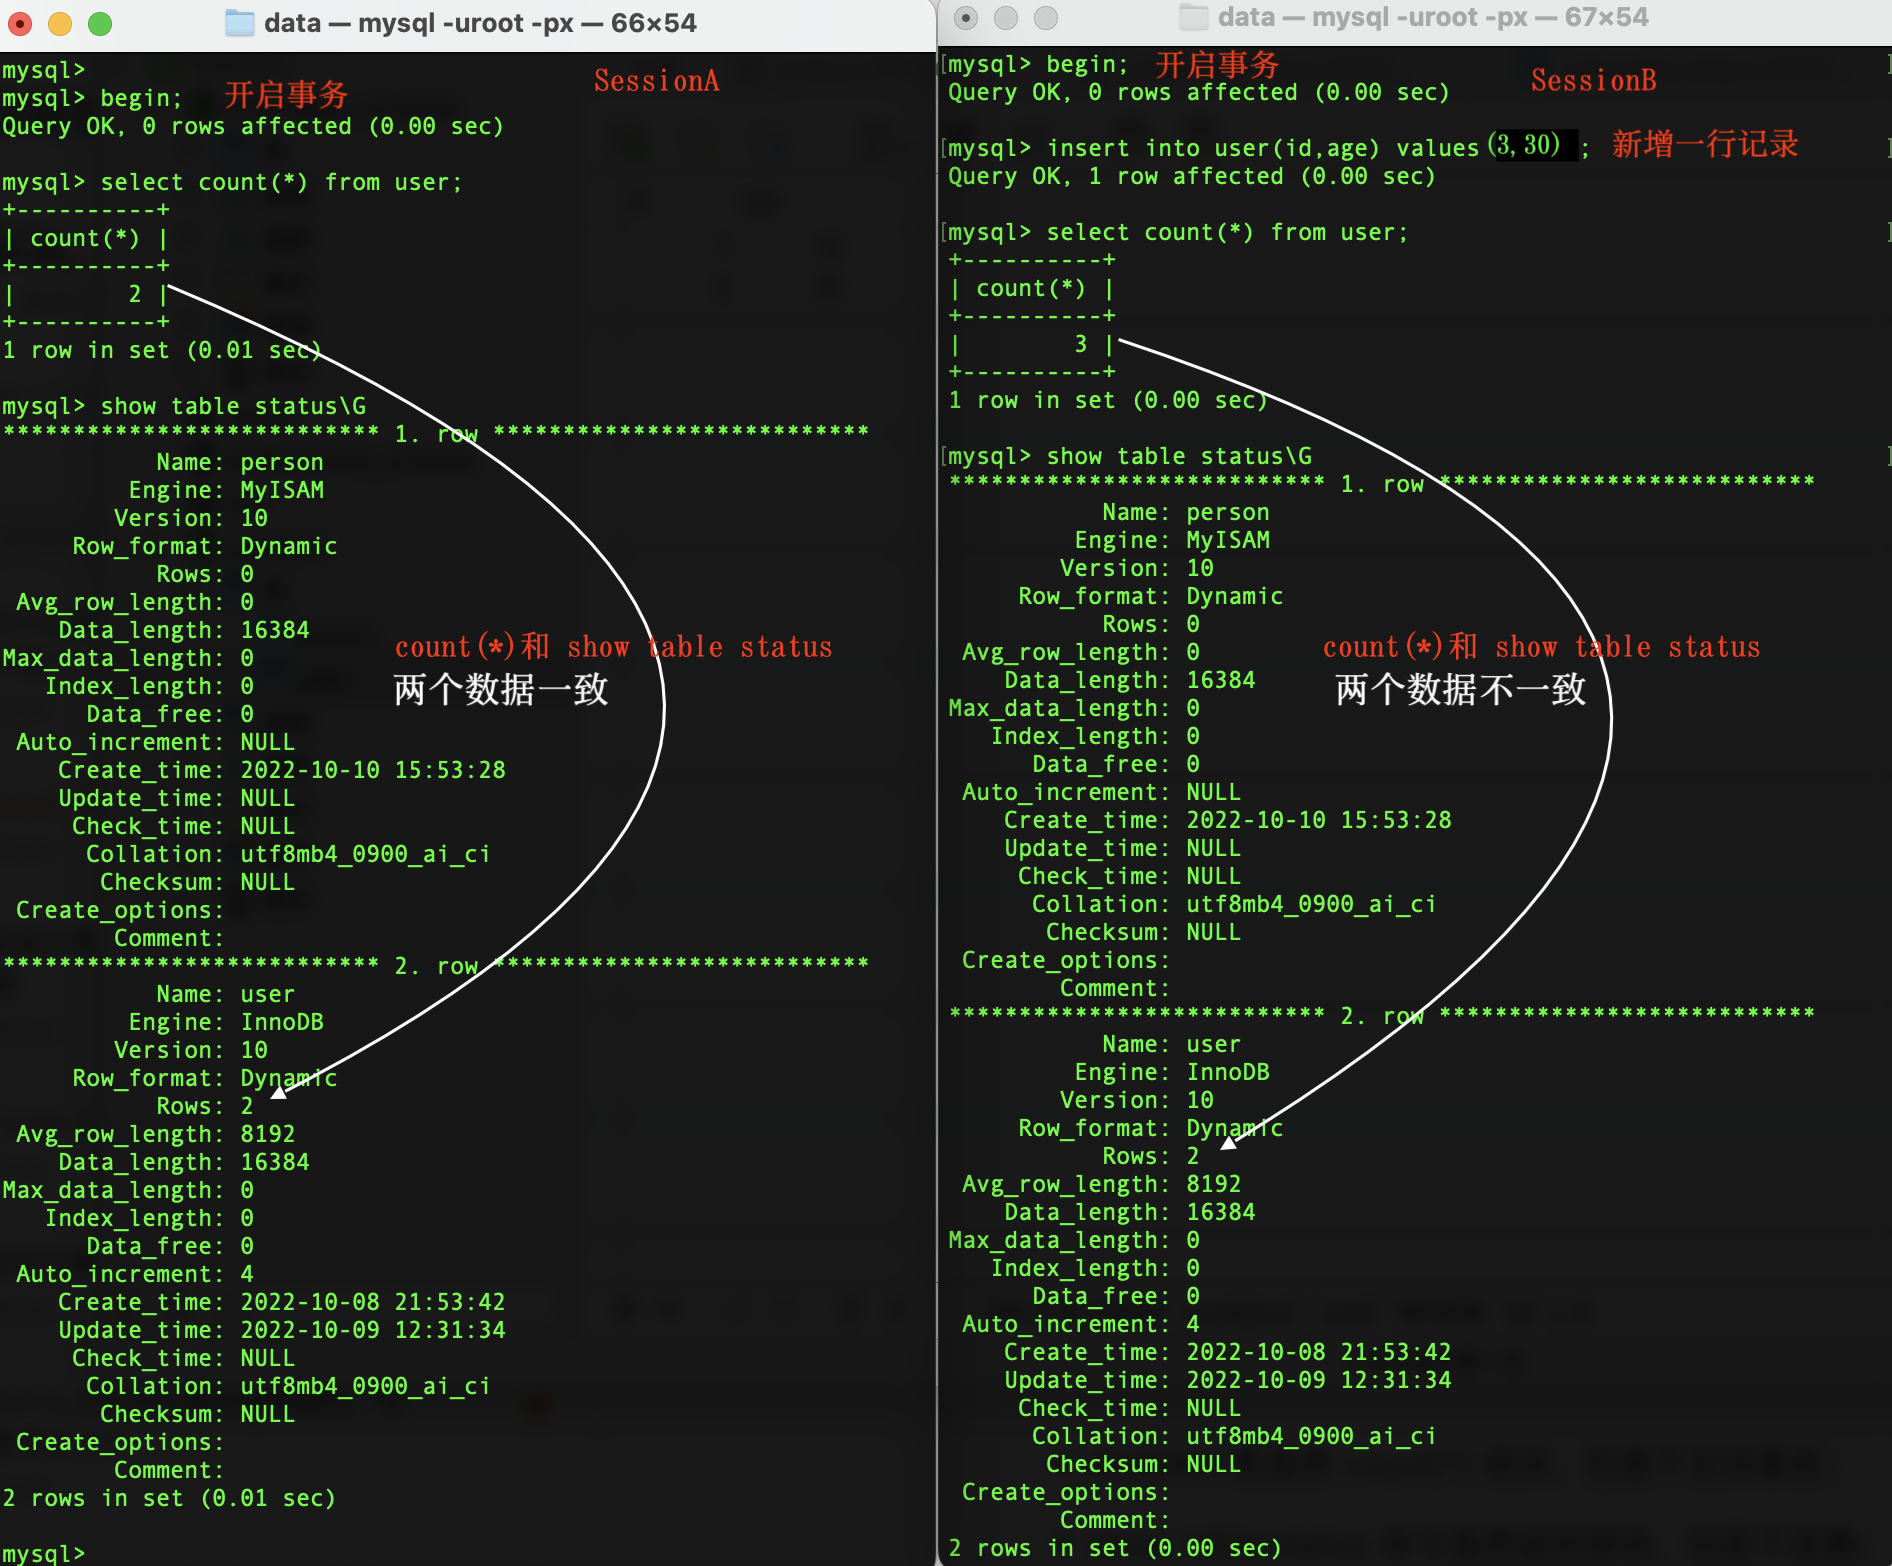 data — mysql -uroot -px — 66×54
mysql>
mysql> begin; 开启事务
SessionA
Query OK, 0 rows affected (0.00 sec)
mysql> select count(*) from user;
+----------+
| count(*) |
+----------+
|        2 |
+----------+
1 row in set (0.01 sec)
mysql> show table status\G
*************************** 1. row ***************************
Name: person
Engine: MyISAM
Version: 10
Row_format: Dynamic
Rows: 0
Avg_row_length: 0
Data_length: 16384
Max_data_length: 0
Index_length: 0
Data_free: 0
Auto_increment: NULL
Create_time: 2022-10-10 15:53:28
Update_time: NULL
Check_time: NULL
Collation: utf8mb4_0900_ai_ci
Checksum: NULL
Create_options:
Comment:
count(*)和 show table status
两个数据一致
*************************** 2. row ***************************
Name: user
Engine: InnoDB
Version: 10
Row_format: Dynamic
Rows: 2
Avg_row_length: 8192
Data_length: 16384
Max_data_length: 0
Index_length: 0
Data_free: 0
Auto_increment: 4
Create_time: 2022-10-08 21:53:42
Update_time: 2022-10-09 12:31:34
Check_time: NULL
Collation: utf8mb4_0900_ai_ci
Checksum: NULL
Create_options:
Comment:
2 rows in set (0.01 sec)
mysql>
data — mysql -uroot -px — 67×54
[mysql> begin; 开启事务 ]
SessionB
Query OK, 0 rows affected (0.00 sec)
[mysql> insert into user(id,age) values(3,30) ; 新增一行记录 ]
Query OK, 1 row affected (0.00 sec)
[mysql> select count(*) from user; ]
+----------+
| count(*) |
+----------+
|        3 |
+----------+
1 row in set (0.00 sec)
[mysql> show table status\G ]
*************************** 1. row ***************************
Name: person
Engine: MyISAM
Version: 10
Row_format: Dynamic
Rows: 0
Avg_row_length: 0
Data_length: 16384
Max_data_length: 0
Index_length: 0
Data_free: 0
Auto_increment: NULL
Create_time: 2022-10-10 15:53:28
Update_time: NULL
Check_time: NULL
Collation: utf8mb4_0900_ai_ci
Checksum: NULL
Create_options:
Comment:
count(*)和 show table status
两个数据不一致
*************************** 2. row ***************************
Name: user
Engine: InnoDB
Version: 10
Row_format: Dynamic
Rows: 2
Avg_row_length: 8192
Data_length: 16384
Max_data_length: 0
Index_length: 0
Data_free: 0
Auto_increment: 4
Create_time: 2022-10-08 21:53:42
Update_time: 2022-10-09 12:31:34
Check_time: NULL
Collation: utf8mb4_0900_ai_ci
Checksum: NULL
Create_options:
Comment:
2 rows in set (0.00 sec)